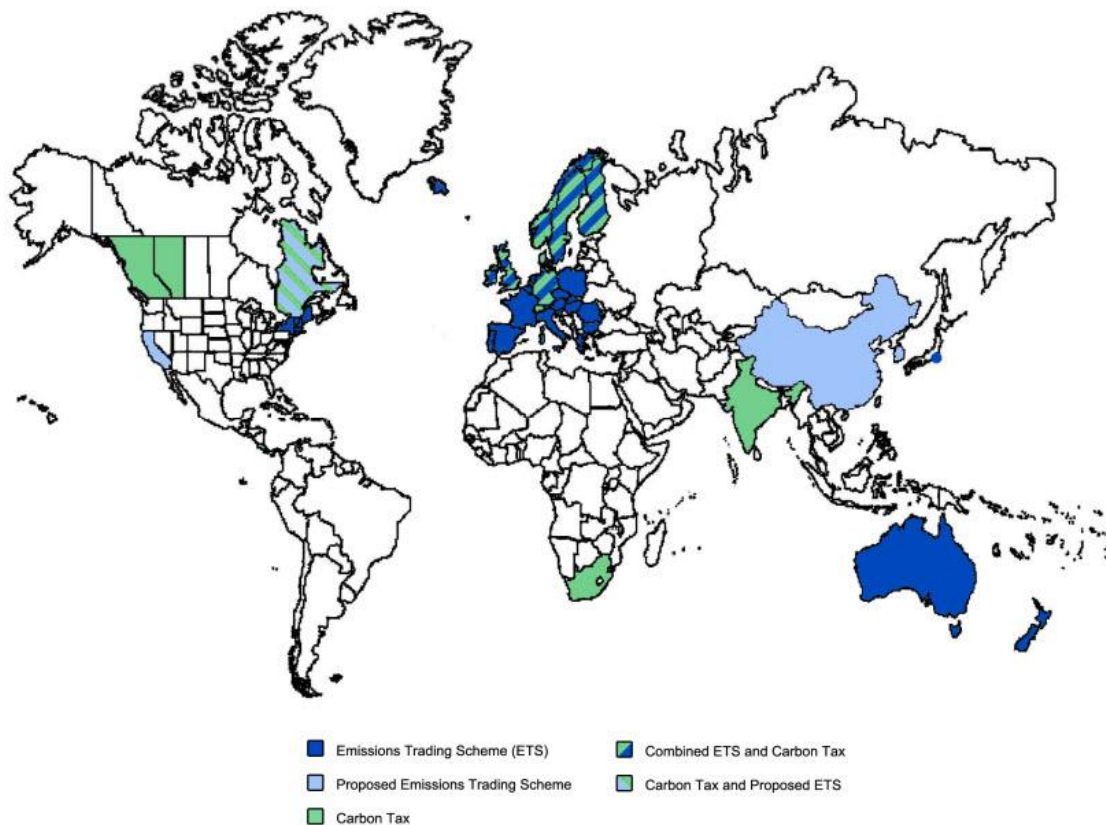 Emissions Trading Scheme (ETS)
Proposed Emissions Trading Scheme
Carbon Tax
Combined ETS and Carbon Tax
Carbon Tax and Proposed ETS